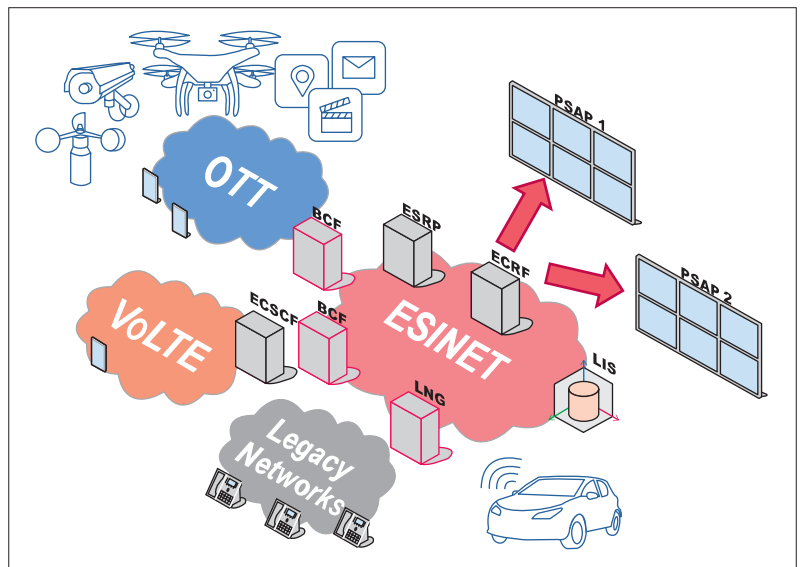 PSAP 1
OTT
BCF
ESRP
ECRF
PSAP 2
VoLTE
ECSCF
BCF
ESINET
LIS
LNG
Legacy
Networks